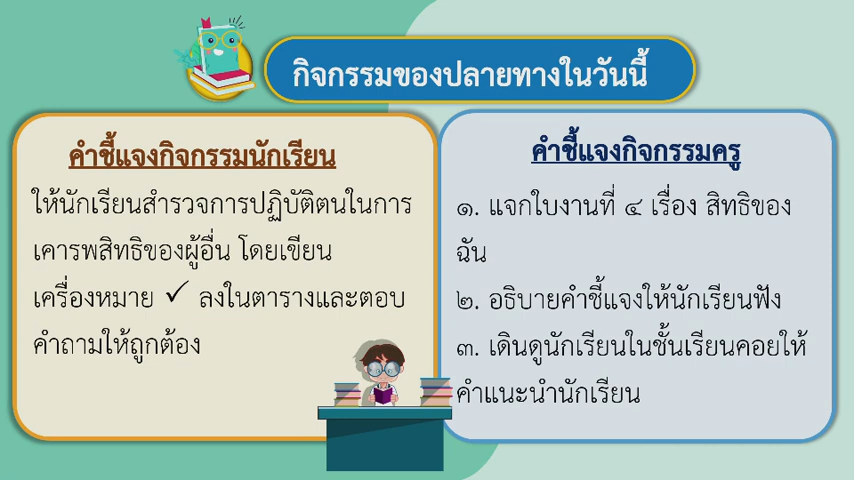 กิจกรรมของปลายทางในวันนี้
คำชี้แจงกิจกรรมนักเรียน
ให้นักเรียนสำรวจการปฏิบัติตนในการ
เคารพสิทธิของผู้อื่น โดยเขียน
เครื่องหมาย ✓ ลงในตารางและตอบ
คำถามให้ถูกต้อง
คำชี้แจงกิจกรรมครู
๑. แจกใบงานที่ ๔ เรื่อง สิทธิของ
ฉัน
๒. อธิบายคำชี้แจงให้นักเรียนฟัง
๓. เดินดูนักเรียนในชั้นเรียนคอยให้
คำแนะนำนักเรียน